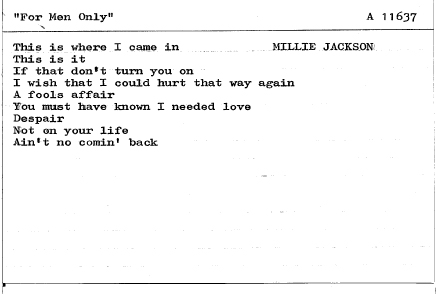 "For Men Only" A 11637
This is where I came in MILLIE JACKSON
This is it
If that don't turn you on
I wish that I could hurt that way again
A fools affair
You must have known I needed love
Despair
Not on your life
Ain't no comin' back